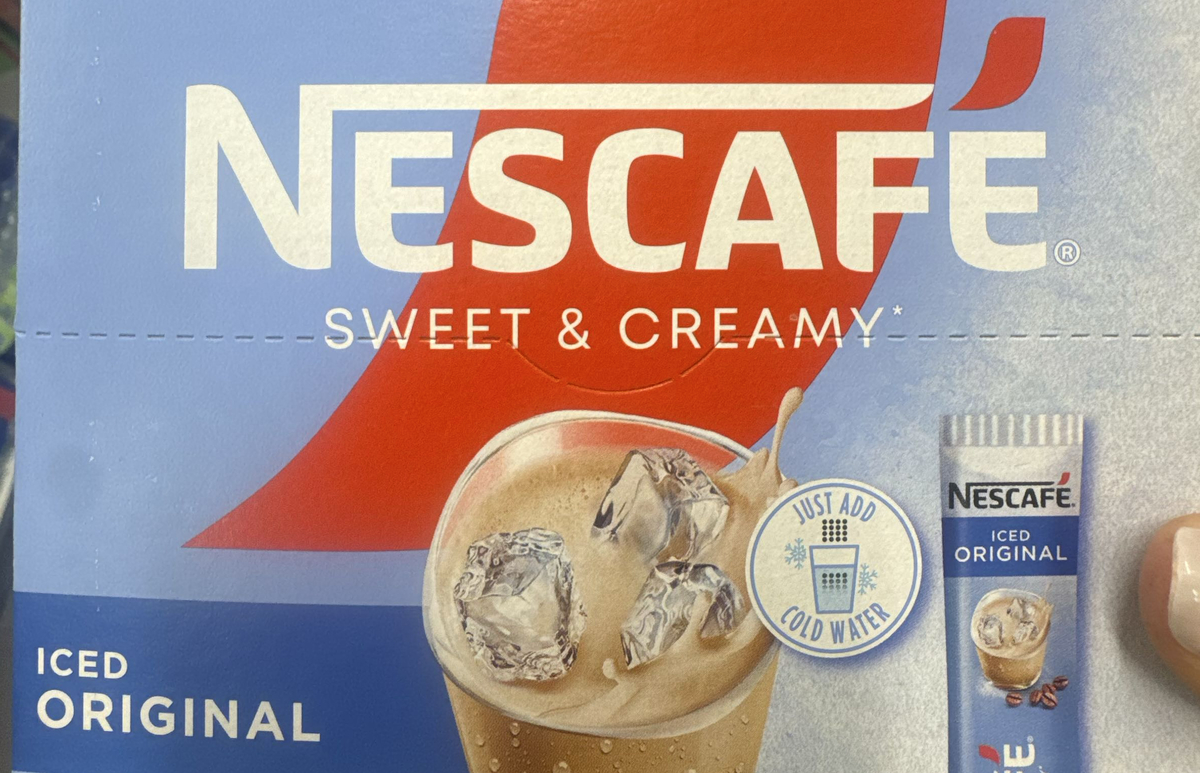 NESCAFÉ®
SWEET & CREAMY*
JUST ADD
COLD WATER
NESCAFÉ®
ICED
ORIGINAL
ICED
ORIGINAL